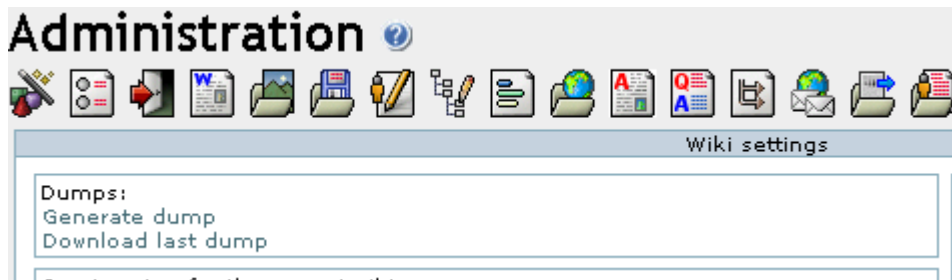 Administration
Wiki settings
Dumps:
Generate dump
Download last dump